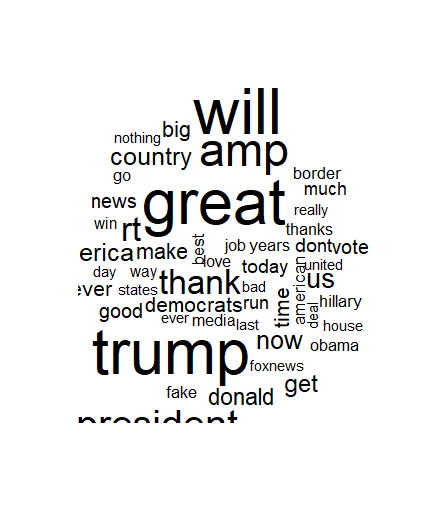 will
nothing big
country amp
go
border
much
news great
really
win rt
thanks
erica make best job years dont vote
love
day way today united
ever states thank bad us
american
good democrats run time deal hillary
ever media last
house
trump now obama
foxnews
fake donald get
president